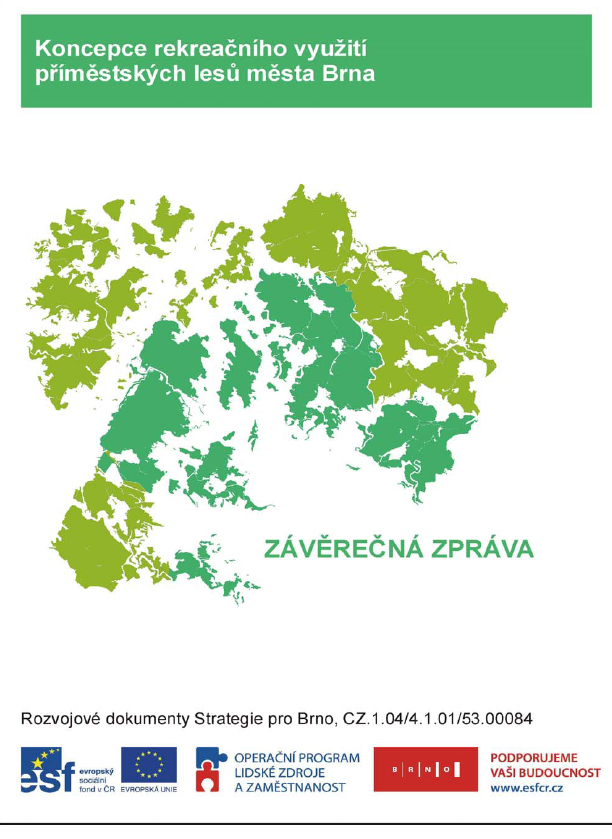 Koncepce rekreačního využití
příměstských lesů města Brna
ZÁVĚREČNÁ ZPRÁVA
Rozvojové dokumenty Strategie pro Brno, CZ.1.04/4.1.01/53.00084
esf
evropský
sociální
fond v ČR
EVROPSKÁ UNIE
OPERAČNÍ PROGRAM
LIDSKÉ ZDROJE
A ZAMĚSTNANOST
BRNO
PODPORUJEME
VAŠI BUDOUCNOST
www.esfcr.cz